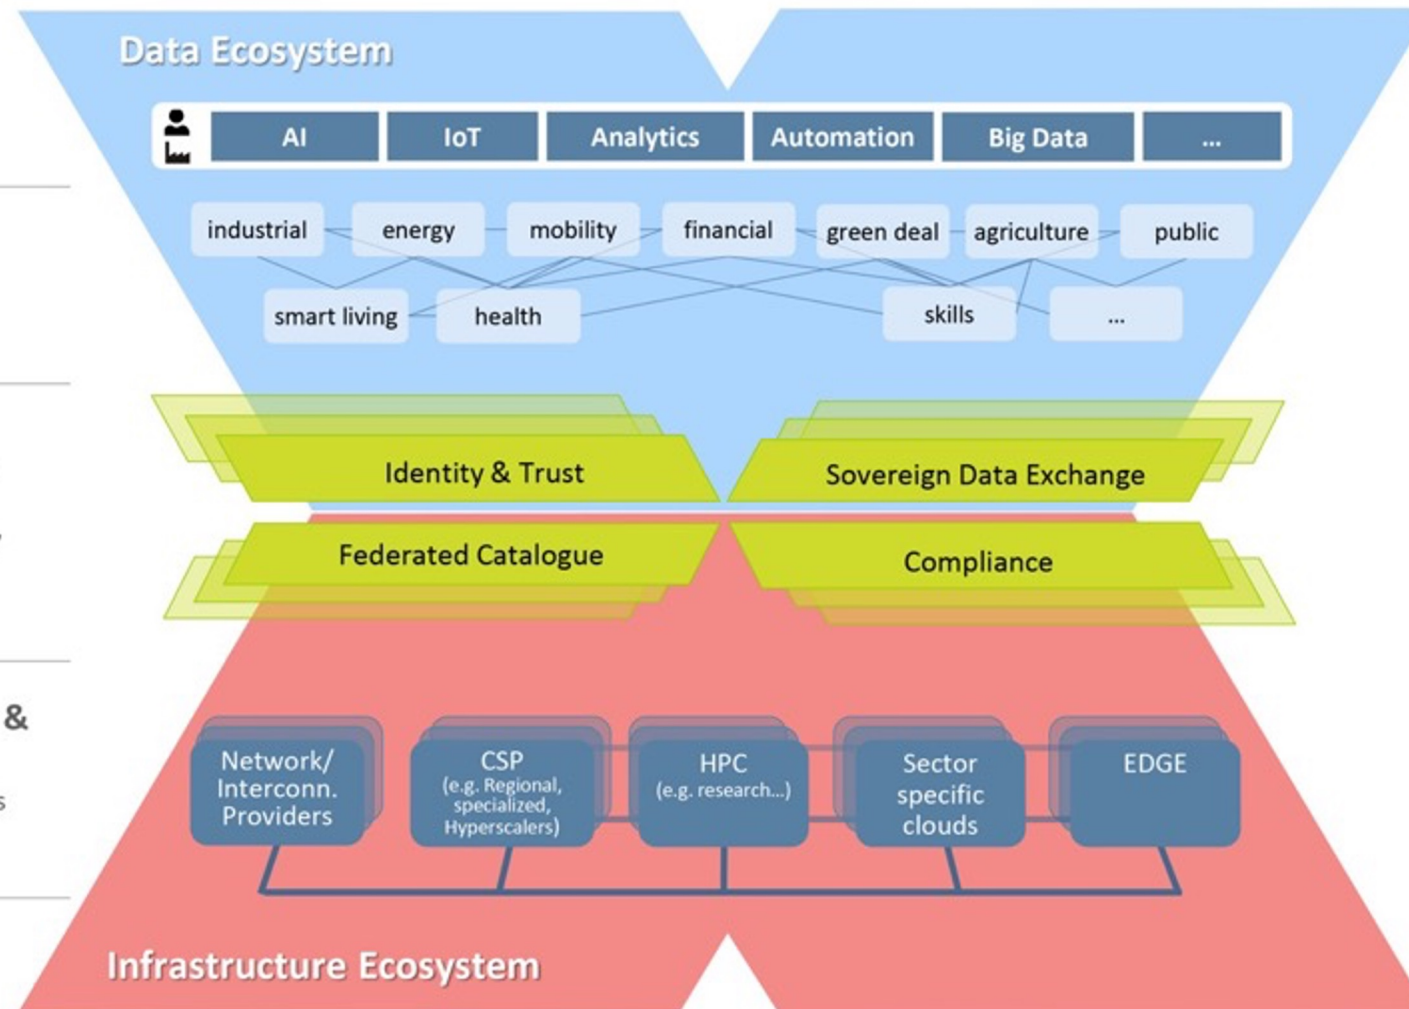 Data Ecosystem
AI IoT Analytics Automation Big Data ...
industrial energy mobility financial green deal agriculture public
smart living health skills ...
Identity & Trust Sovereign Data Exchange
Federated Catalogue Compliance
&
s
Network/
Interconn.
Providers
CSP
(e.g. Regional,
specialized,
Hyperscalers)
HPC
(e.g. research...)
Sector
specific
clouds
EDGE
Infrastructure Ecosystem